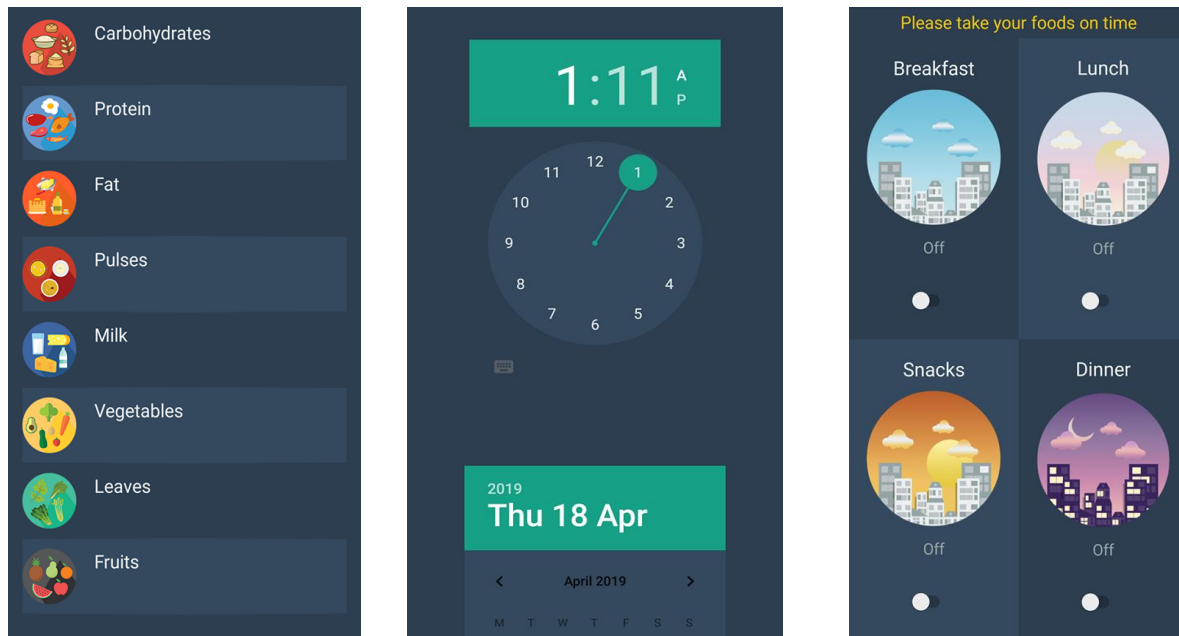 Carbohydrates
Protein
Fat
Pulses
Milk
Vegetables
Leaves
Fruits
1:11 A
P
12
11 1
10 2
9 3
8 4
7 5
6
2019
Thu 18 Apr
April 2019
M T W T F S S
Please take your foods on time
Breakfast Lunch
Off Off
Snacks Dinner
Off Off